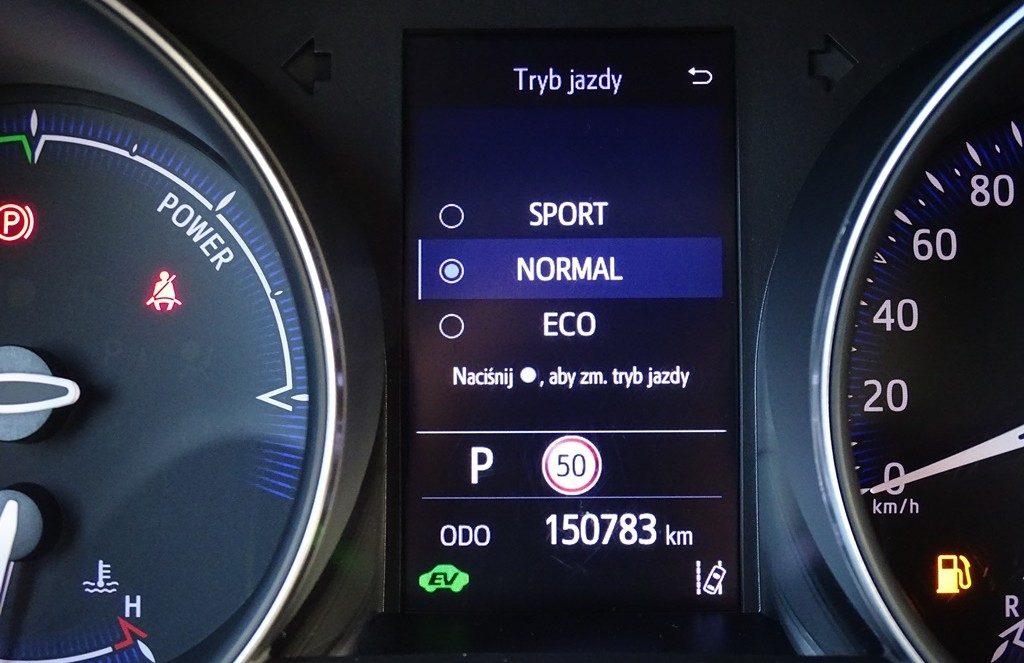 Tryb jazdy
SPORT
NORMAL
ECO
Naciśnij ●, aby zm. tryb jazdy
P 50
ODO 150783 km
EV
POWER
P
H
80
60
40
20
0
km/h
R